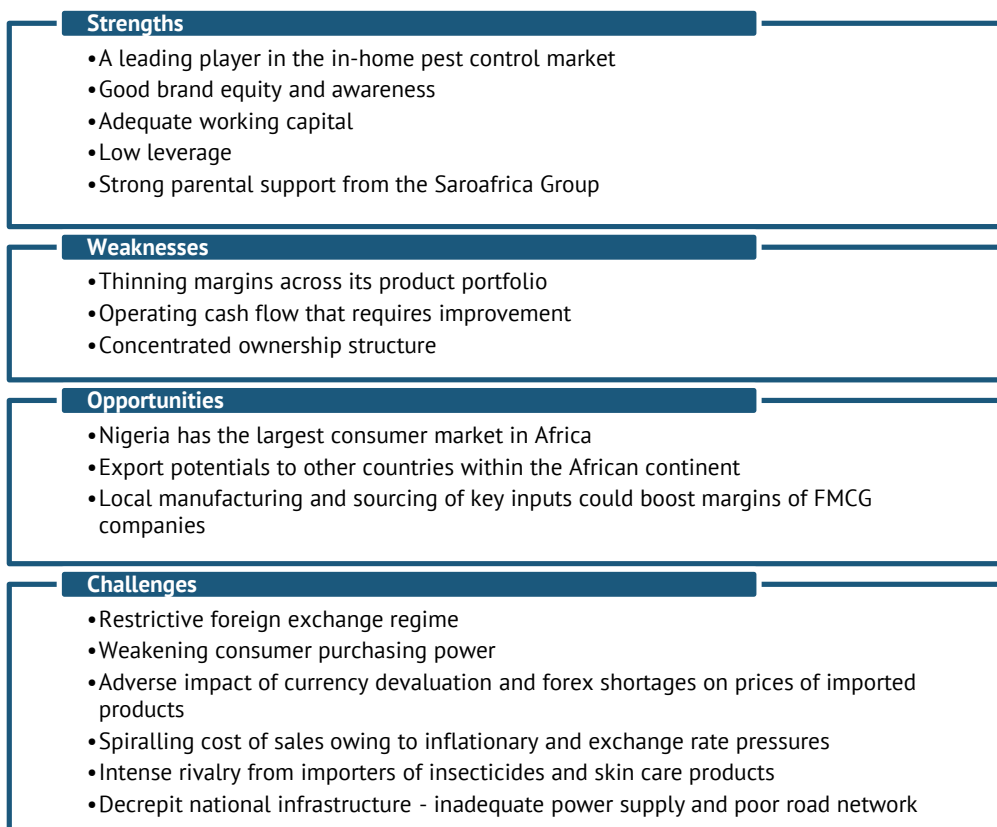 Strengths
•A leading player in the in-home pest control market
•Good brand equity and awareness
•Adequate working capital
•Low leverage
•Strong parental support from the Saroafrica Group
Weaknesses
•Thinning margins across its product portfolio
•Operating cash flow that requires improvement
•Concentrated ownership structure
Opportunities
•Nigeria has the largest consumer market in Africa
•Export potentials to other countries within the African continent
•Local manufacturing and sourcing of key inputs could boost margins of FMCG
companies
Challenges
•Restrictive foreign exchange regime
•Weakening consumer purchasing power
•Adverse impact of currency devaluation and forex shortages on prices of imported
products
•Spiralling cost of sales owing to inflationary and exchange rate pressures
•Intense rivalry from importers of insecticides and skin care products
•Decrepit national infrastructure - inadequate power supply and poor road network